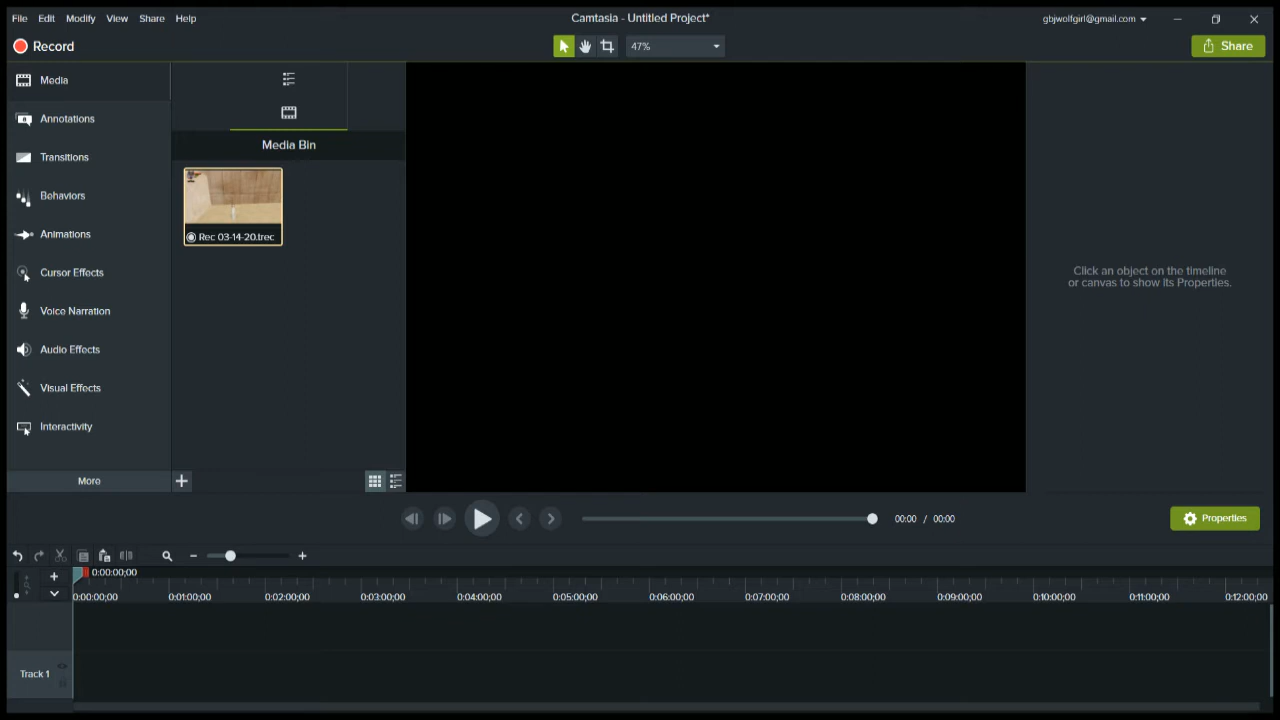 File Edit Modify View Share Help
Camtasia - Untitled Project*
gbjwolfgirl@gmail.com
Record
47%
Share
Media
Annotations
Transitions
Behaviors
Animations
Cursor Effects
Voice Narration
Audio Effects
Visual Effects
Interactivity
More
Media Bin
Rec 03-14-20.trec
Click an object on the timeline
or canvas to show its Properties.
00:00 / 00:00
Properties
0:00:00;00
0:00:00;00 0:01:00;00 0:02:00;00 0:03:00;00 0:04:00;00 0:05:00;00 0:06:00;00 0:07:00;00 0:08:00;00 0:09:00;00 0:10:00;00 0:11:00;00 0:12:00;00
Track 1